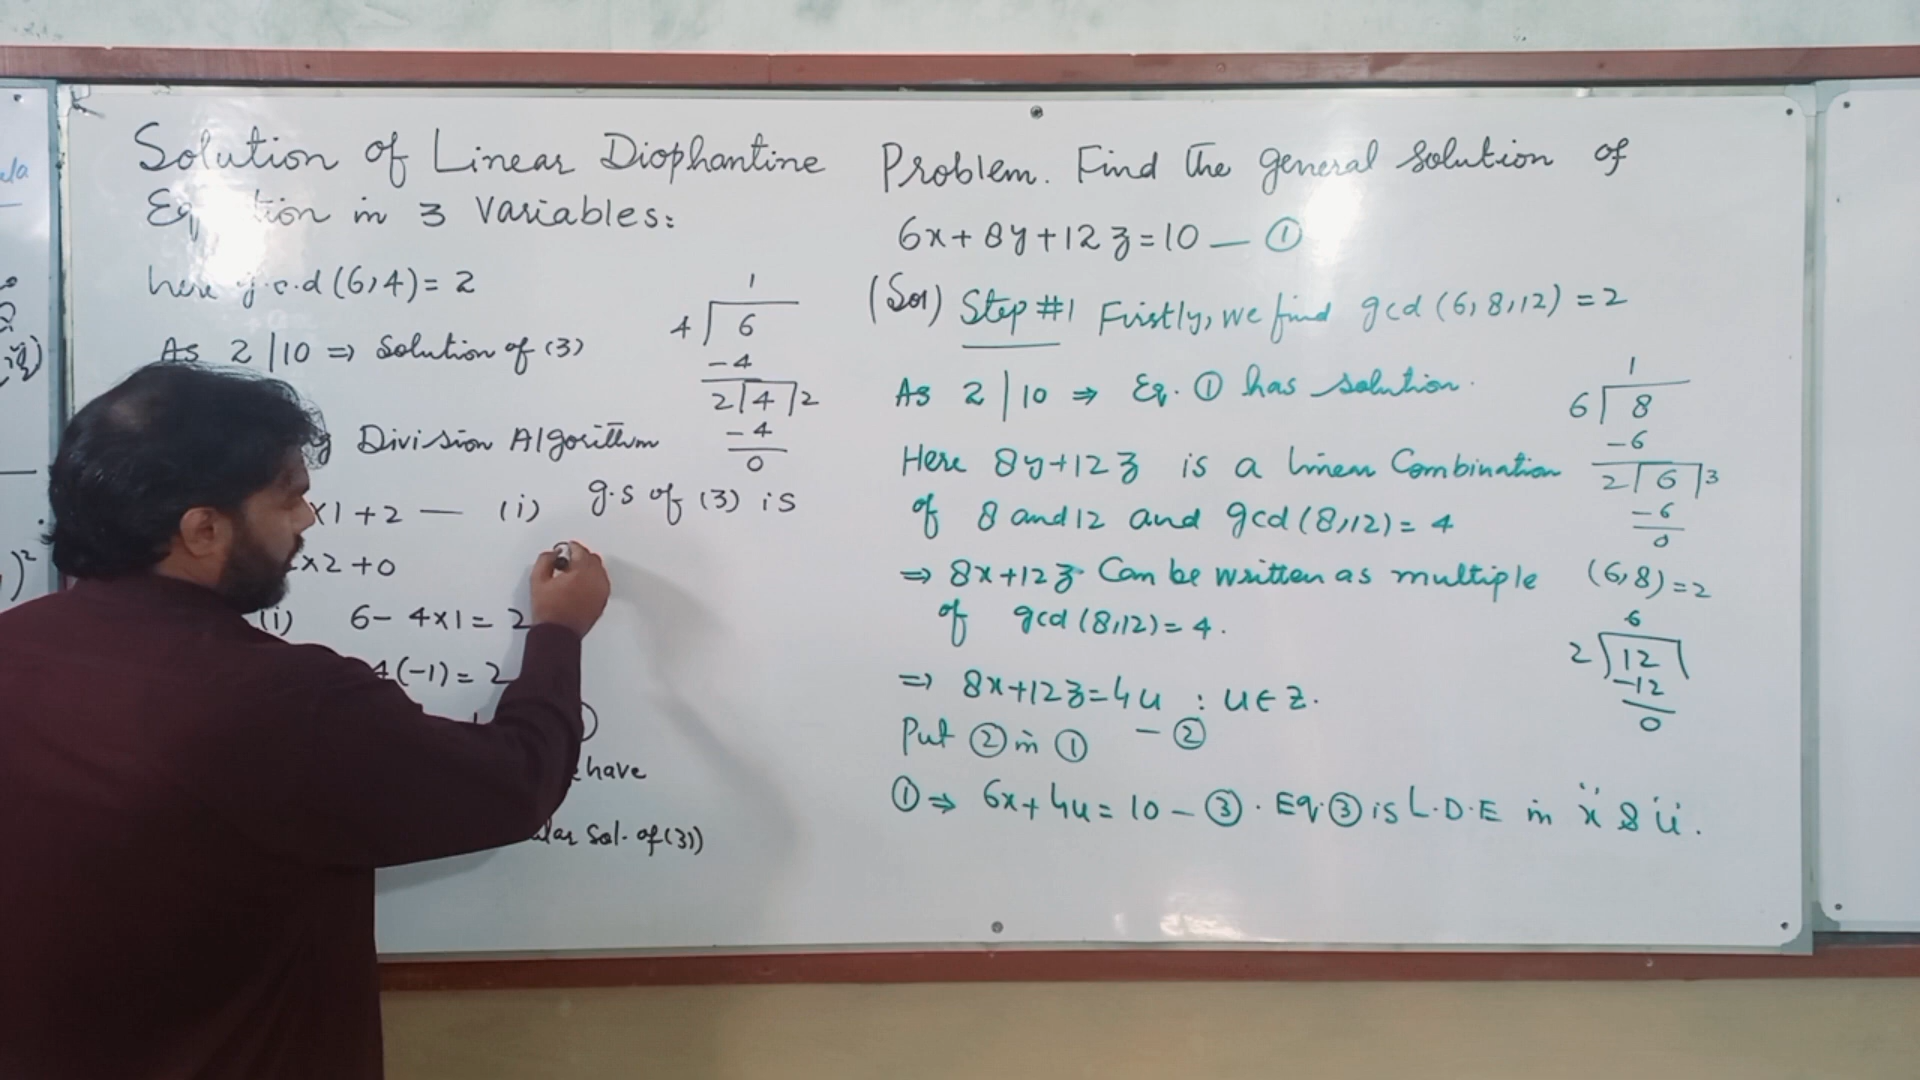 Solution of Linear Diophantine
Equation in 3 Variables:
here g.c.d (6,4) = 2
As 2 | 10 => Solution of (3)
Division Algorithm
x1 + 2 — (i)
x2 + 0
(i) 6 - 4x1 = 2
4(-1) = 2
have
Sol. of (3))
1
4 6
-4
2 4 2
-4
0
g.s of (3) is
Problem. Find The general solution of
6x + 8y + 12z = 10 — ①
(Sol) Step #1 Firstly, we find gcd (6, 8, 12) = 2
As 2 | 10 ⇒ Eq. ① has solution.
Here 8y + 12z is a linear Combination
of 8 and 12 and gcd (8,12) = 4
⇒ 8x + 12z Can be written as multiple
of gcd (8,12) = 4.
⇒ 8x + 12z = 4u : u ∈ Z.
Put ② in ① — ②
① ⇒ 6x + 4u = 10 — ③ . Eq. ③ is L.D.E in x & u.
1
6 8
-6
2 6 3
-6
0
(6,8) = 2
6
2 12
-12
0
)²